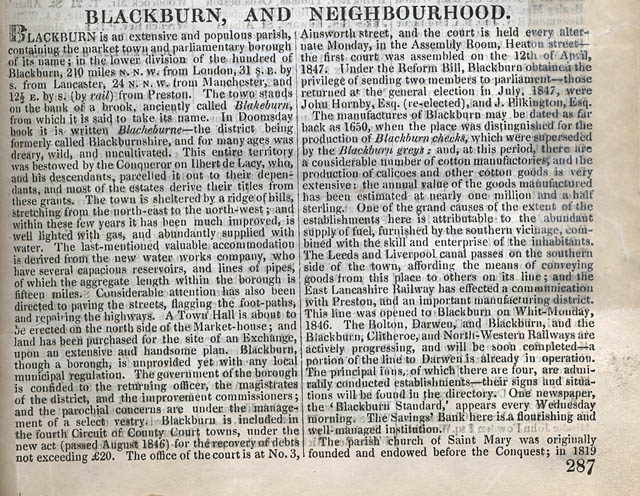 BLACKBURN, AND NEIGHBOURHOOD.
BLACKBURN is an extensive and populous parish,
containing the market town and parliamentary borough
of its name; in the lower division of the hundred of
Blackburn, 210 miles N. N. W. from London, 31 S. E. by
S. from Lancaster, 24 N. N. W. from Manchester, and
12½ E. by S. (by rail) from Preston. The town stands
on the bank of a brook, anciently called Blakeburn,
from which it is said to take its name. In Doomsday
book it is written Blacheburne—the district being
formerly called Blackburnshire, and for many ages was
dreary, wild, and uncultivated. This entire territory
was bestowed by the Conqueror on Ilbert de Lacy, who,
and his descendants, parcelled it out to their depen-
dants, and most of the estates derive their titles from
these grants. The town is sheltered by a ridge of hills,
stretching from the north-east to the north-west; and
within these few years it has been much improved, is
well lighted with gas, and abundantly supplied with
water. The last-mentioned valuable accommodation
is derived from the new water works company, who
have several capacious reservoirs, and lines of pipes,
of which the aggregate length within the borough is
fifteen miles. Considerable attention has also been
directed to paving the streets, flagging the foot-paths,
and repairing the highways. A Town Hall is about to
be erected on the north side of the Market-house; and
land has been purchased for the site of an Exchange,
upon an extensive and handsome plan. Blackburn,
though a borough, is unprovided yet with any local
municipal regulation. The government of the borough
is confided to the returning officer, the magistrates
of the district, and the improvement commissioners;
and the parochial concerns are under the manage-
ment of a select vestry. Blackburn is included in
the fourth Circuit of County Court towns, under the
new act (passed August 1846) for the recovery of debts
not exceeding £20. The office of the court is at No. 3,
Ainsworth street, and the court is held every alter-
nate Monday, in the Assembly Room, Heaton street—
the first court was assembled on the 12th of April,
1847. Under the Reform Bill, Blackburn obtained the
privilege of sending two members to parliament—those
returned at the general election in July, 1847, were
John Hornby, Esq. (re-elected), and J. Pilkington, Esq.
The manufactures of Blackburn may be dated as far
back as 1650, when the place was distinguished for the
production of Blackburn checks, which were superseded
by the Blackburn greys: and, at this period, there are
a considerable number of cotton manufactories, and the
production of calicoes and other cotton goods is very
extensive: the annual value of the goods manufactured
has been estimated at nearly one million and a half
sterling. One of the grand causes of the extent of the
establishments here is attributable to the abundant
supply of fuel, furnished by the southern vicinage, com-
bined with the skill and enterprise of the inhabitants.
The Leeds and Liverpool canal passes on the southern
side of the town, affording the means of conveying
goods from this place to others on its line; and the
East Lancashire Railway has effected a communication
with Preston, and an important manufacturing district.
This line was opened to Blackburn on Whit-Monday,
1846. The Bolton, Darwen, and Blackburn, and the
Blackburn, Clitheroe, and North-Western Railways are
actively progressing, and will be soon completed—a
portion of the line to Darwen is already in operation.
The principal inns, of which there are four, are admi-
rably conducted establishments—their signs and situa-
tions will be found in the directory. One newspaper,
the 'Blackburn Standard,' appears every Wednesday
morning. The Savings' Bank here is a flourishing and
well-managed institution.
The parish church of Saint Mary was originally
founded and endowed before the Conquest; in 1819
287